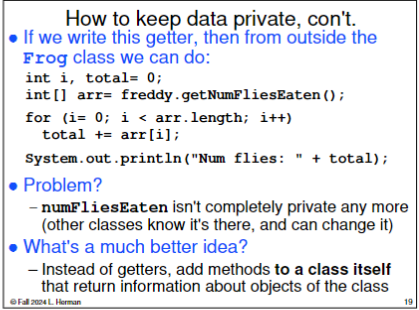 How to keep data private, con't.
● If we write this getter, then from outside the
Frog class we can do:
int i, total= 0;
int[] arr= freddy.getNumFliesEaten();
for (i= 0; i < arr.length; i++)
total += arr[i];
System.out.println("Num flies: " + total);
● Problem?
– numFliesEaten isn't completely private any more
(other classes know it's there, and can change it)
● What's a much better idea?
– Instead of getters, add methods to a class itself
that return information about objects of the class
© Fall 2024 L. Herman
19